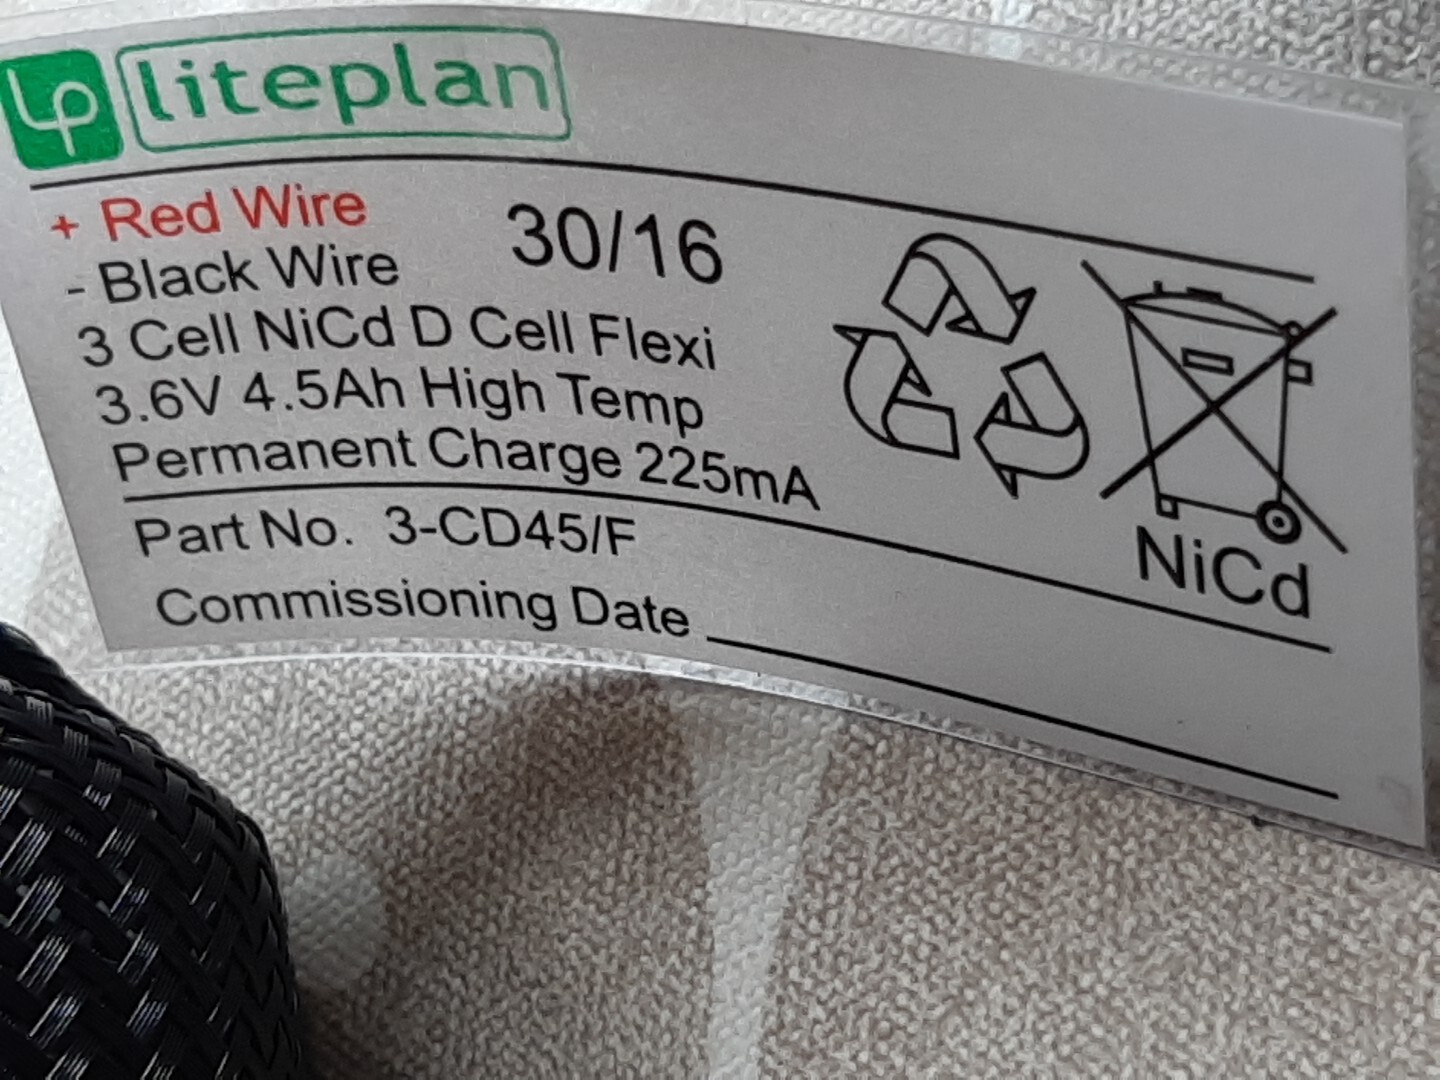 LP liteplan
+ Red Wire
30/16
- Black Wire
3 Cell NiCd D Cell Flexi
3.6V 4.5Ah High Temp
Permanent Charge 225mA
Part No. 3-CD45/F
NiCd
Commissioning Date